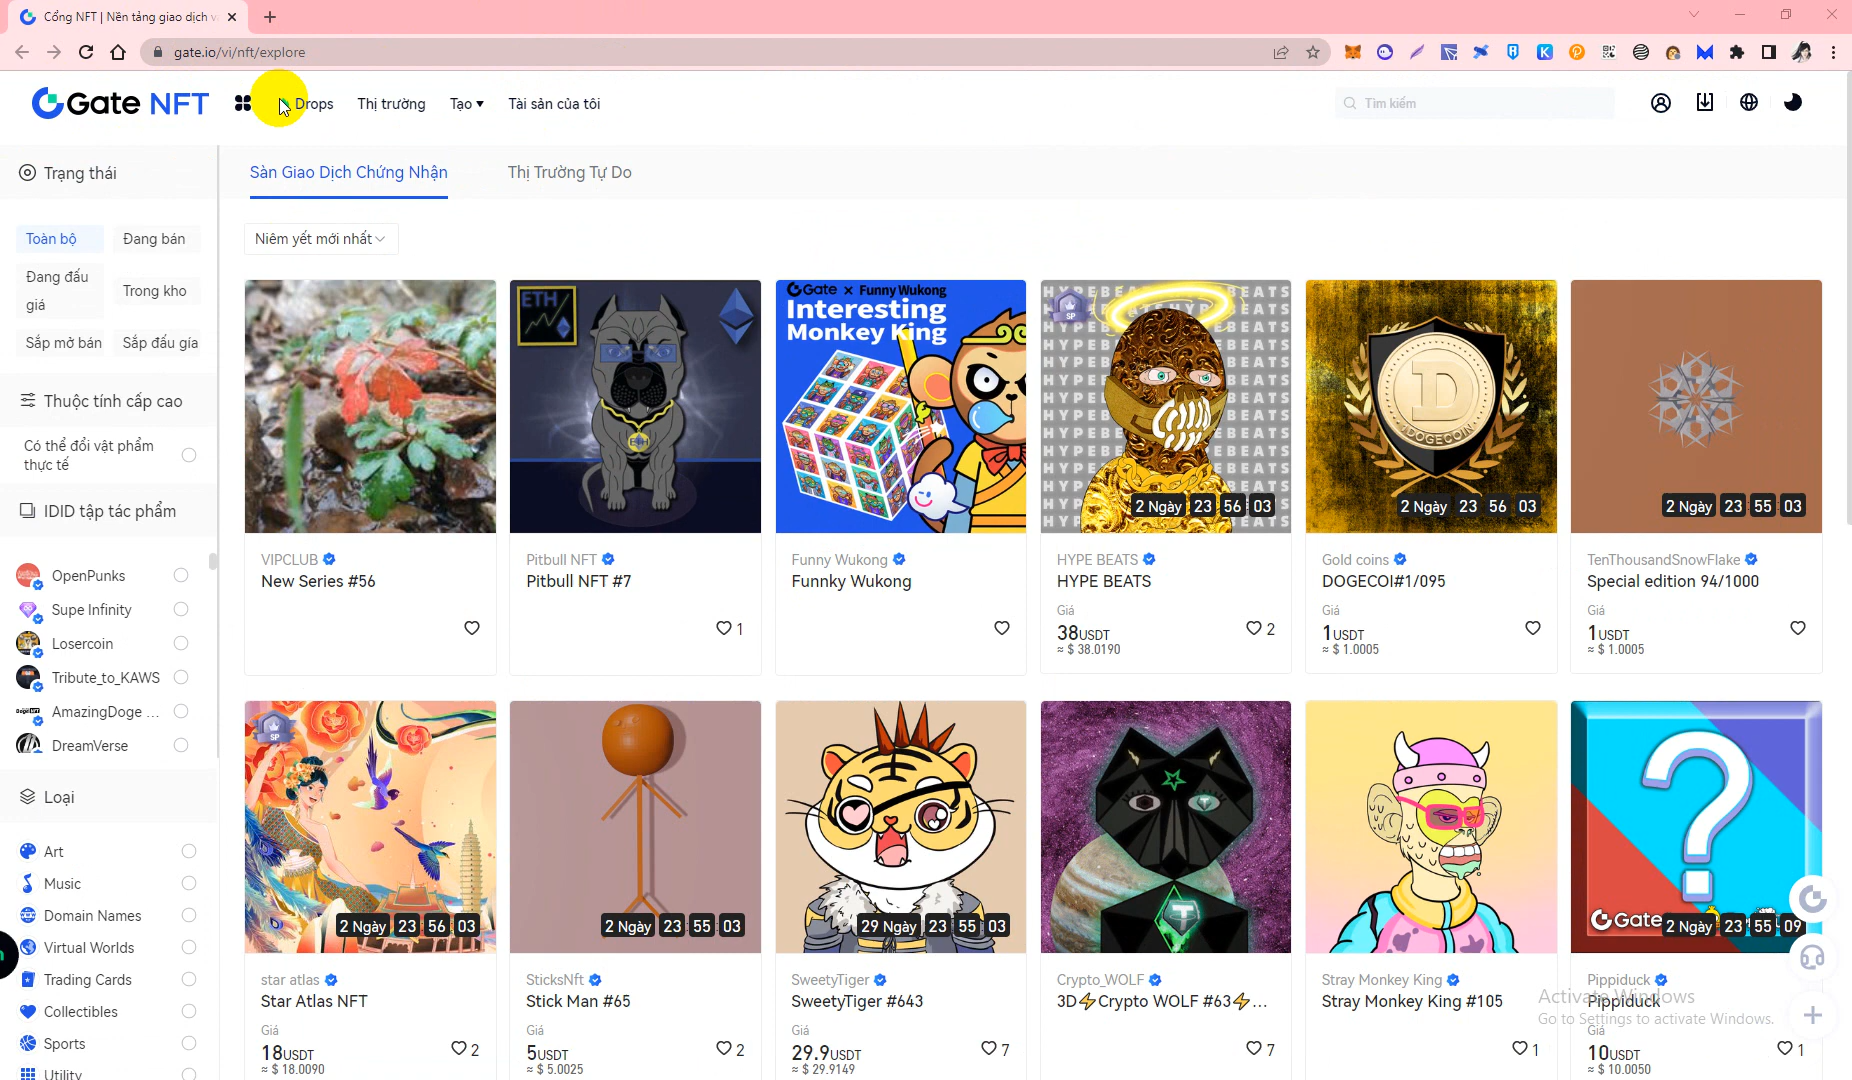 Cổng NFT | Nền tảng giao dịch
gate.io/vi/nft/explore
Gate NFT
Drops
Thị trường
Tạo
Tài sản của tôi
Tìm kiếm
Trạng thái
Sàn Giao Dịch Chứng Nhận
Thị Trường Tự Do
Toàn bộ
Đang bán
Đang đấu
giá
Trong kho
Sắp mở bán
Sắp đấu gía
Niêm yết mới nhất
Thuộc tính cấp cao
Có thể đổi vật phẩm
thực tế
IDID tập tác phẩm
OpenPunks
Supe Infinity
Losercoin
Tribute_to_KAWS
AmazingDoge ...
DreamVerse
Loại
Art
Music
Domain Names
Virtual Worlds
Trading Cards
Collectibles
Sports
Utility
VIPCLUB
New Series #56
ETH
ETH
Pitbull NFT
Pitbull NFT #7
1
Gate × Funny Wukong
Interesting
Monkey King
Funny Wukong
Funnky Wukong
HYPEBEATS
SP
2 Ngày 23 56 03
HYPE BEATS
HYPE BEATS
Giá
38USDT
≈ $ 38.0190
2
D
DOGECOIN
2 Ngày 23 56 03
Gold coins
DOGECOI#1/095
Giá
1USDT
≈ $ 1.0005
2 Ngày 23 55 03
TenThousandSnowFlake
Special edition 94/1000
Giá
1USDT
≈ $ 1.0005
SP
2 Ngày 23 56 03
star atlas
Star Atlas NFT
Giá
18USDT
≈ $ 18.0090
2
2 Ngày 23 55 03
SticksNft
Stick Man #65
Giá
5USDT
≈ $ 5.0025
2
29 Ngày 23 55 03
SweetyTiger
SweetyTiger #643
Giá
29.9USDT
≈ $ 29.9149
7
Crypto_WOLF
3D⚡Crypto WOLF #63⚡...
7
Stray Monkey King
Stray Monkey King #105
1
?
Gate
2 Ngày 23 55 09
Pippiduck
Pippiduck
Giá
10USDT
≈ $ 10.0050
1
Activate Windows
Go to Settings to activate Windows.